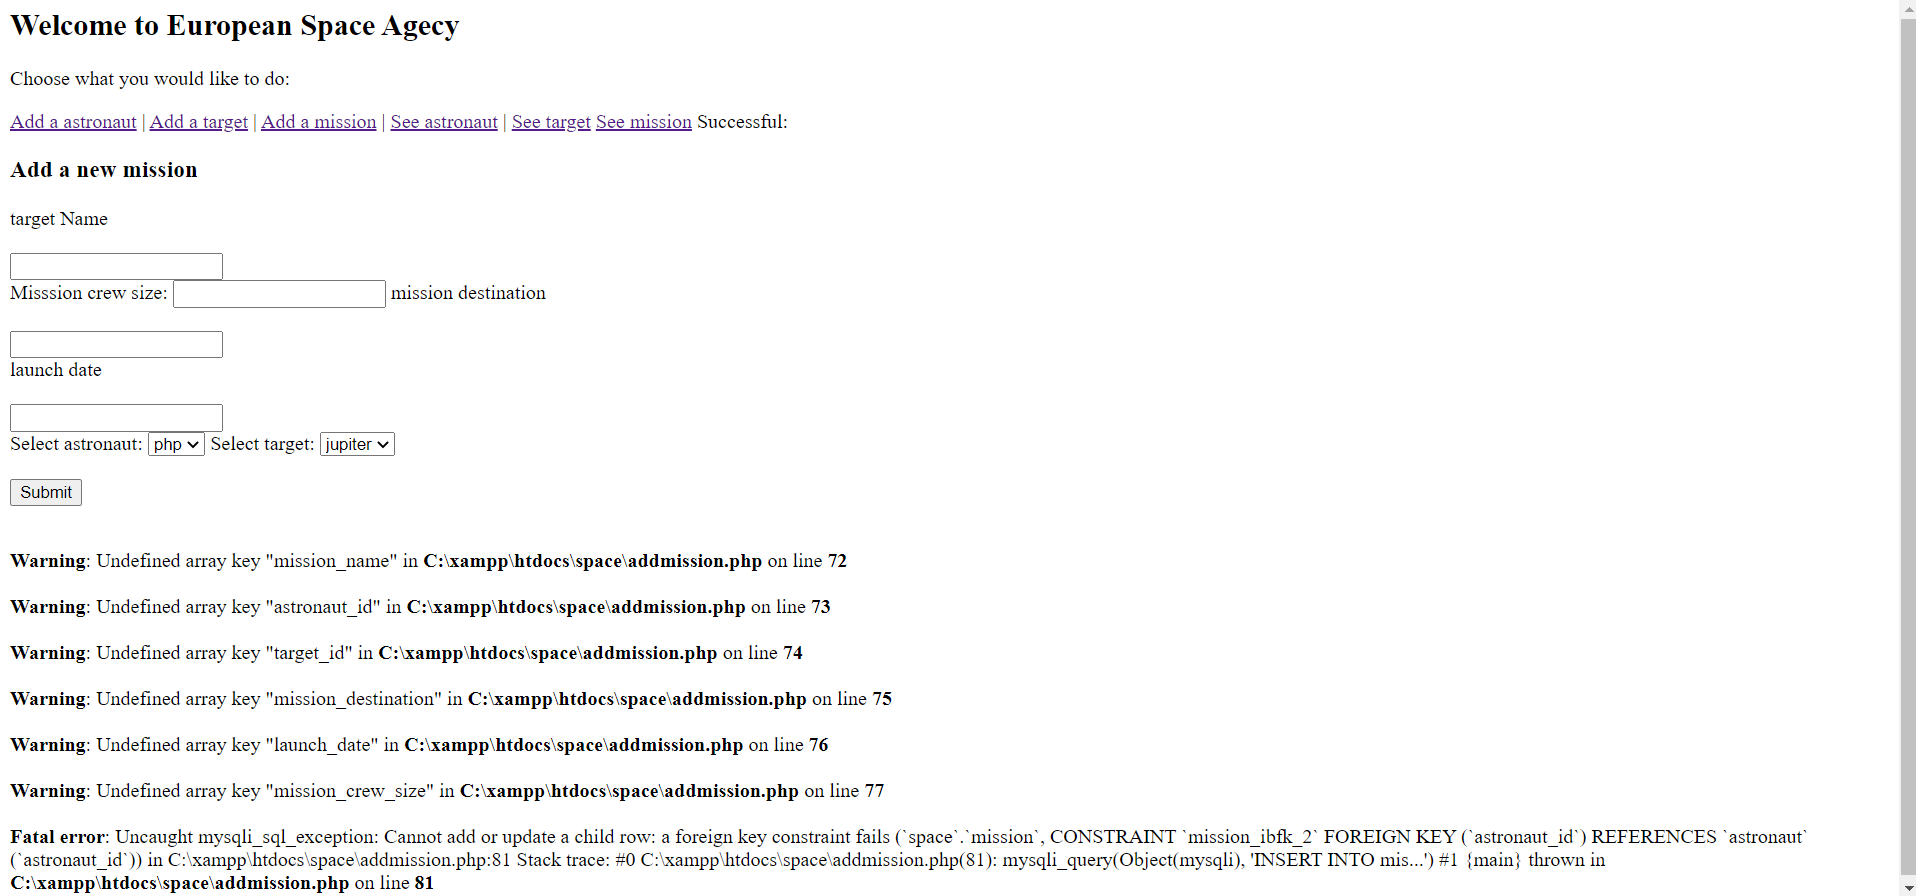 Welcome to European Space Agecy
Choose what you would like to do:
Add a astronaut | Add a target | Add a mission | See astronaut | See target See mission Successful:
Add a new mission
target Name
Misssion crew size: mission destination
launch date
Select astronaut: php Select target: jupiter
Submit
Warning: Undefined array key "mission_name" in C:\xampp\htdocs\space\addmission.php on line 72
Warning: Undefined array key "astronaut_id" in C:\xampp\htdocs\space\addmission.php on line 73
Warning: Undefined array key "target_id" in C:\xampp\htdocs\space\addmission.php on line 74
Warning: Undefined array key "mission_destination" in C:\xampp\htdocs\space\addmission.php on line 75
Warning: Undefined array key "launch_date" in C:\xampp\htdocs\space\addmission.php on line 76
Warning: Undefined array key "mission_crew_size" in C:\xampp\htdocs\space\addmission.php on line 77
Fatal error: Uncaught mysqli_sql_exception: Cannot add or update a child row: a foreign key constraint fails (`space`.`mission`, CONSTRAINT `mission_ibfk_2` FOREIGN KEY (`astronaut_id`) REFERENCES `astronaut`
(`astronaut_id`)) in C:\xampp\htdocs\space\addmission.php:81 Stack trace: #0 C:\xampp\htdocs\space\addmission.php(81): mysqli_query(Object(mysqli), 'INSERT INTO mis...') #1 {main} thrown in
C:\xampp\htdocs\space\addmission.php on line 81